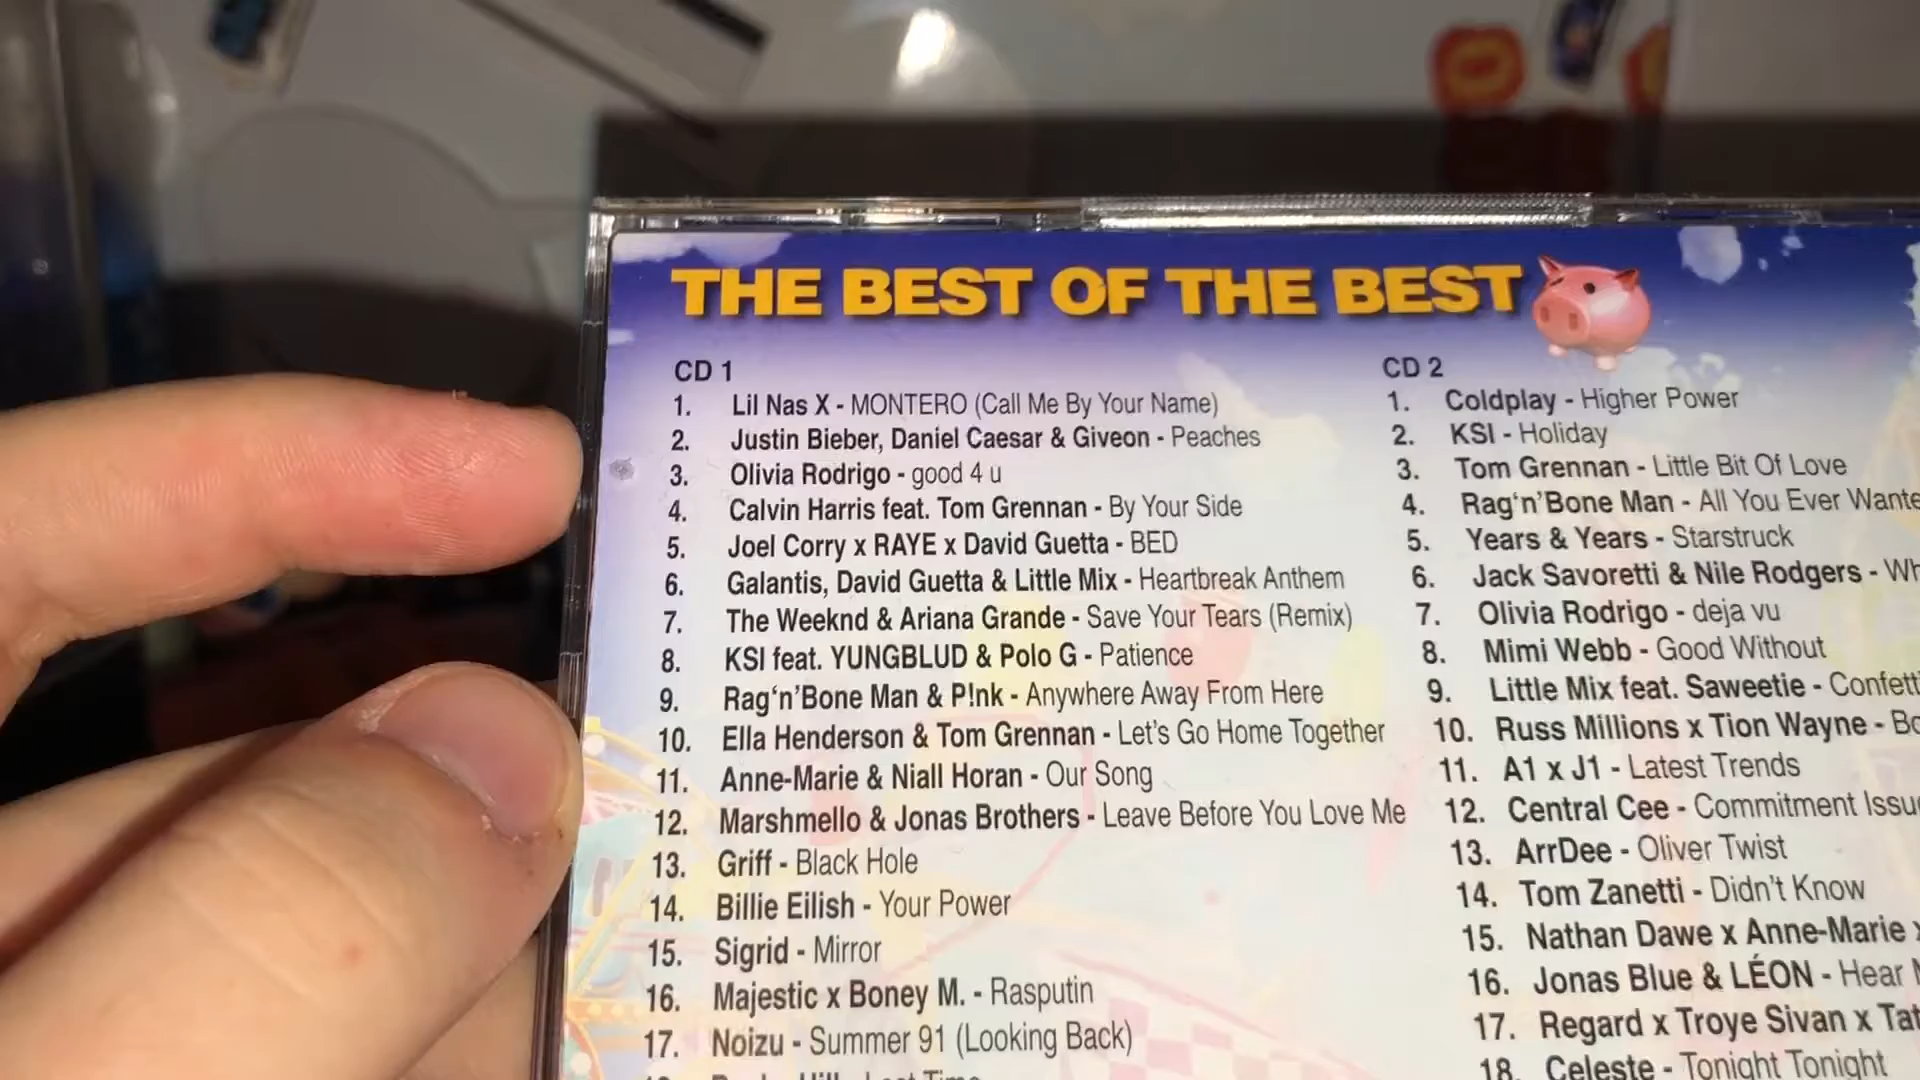 THE BEST OF THE BEST
CD 1
1. Lil Nas X - MONTERO (Call Me By Your Name)
2. Justin Bieber, Daniel Caesar & Giveon - Peaches
3. Olivia Rodrigo - good 4 u
4. Calvin Harris feat. Tom Grennan - By Your Side
5. Joel Corry x RAYE x David Guetta - BED
6. Galantis, David Guetta & Little Mix - Heartbreak Anthem
7. The Weeknd & Ariana Grande - Save Your Tears (Remix)
8. KSI feat. YUNGBLUD & Polo G - Patience
9. Rag‘n’Bone Man & P!nk - Anywhere Away From Here
10. Ella Henderson & Tom Grennan - Let’s Go Home Together
11. Anne-Marie & Niall Horan - Our Song
12. Marshmello & Jonas Brothers - Leave Before You Love Me
13. Griff - Black Hole
14. Billie Eilish - Your Power
15. Sigrid - Mirror
16. Majestic x Boney M. - Rasputin
17. Noizu - Summer 91 (Looking Back)
CD 2
1. Coldplay - Higher Power
2. KSI - Holiday
3. Tom Grennan - Little Bit Of Love
4. Rag‘n’Bone Man - All You Ever Wante
5. Years & Years - Starstruck
6. Jack Savoretti & Nile Rodgers - Wh
7. Olivia Rodrigo - deja vu
8. Mimi Webb - Good Without
9. Little Mix feat. Saweetie - Confetti
10. Russ Millions x Tion Wayne - Bo
11. A1 x J1 - Latest Trends
12. Central Cee - Commitment Issu
13. ArrDee - Oliver Twist
14. Tom Zanetti - Didn’t Know
15. Nathan Dawe x Anne-Marie x
16. Jonas Blue & LÉON - Hear
17. Regard x Troye Sivan x Tat
18. Celeste - Tonight Tonight